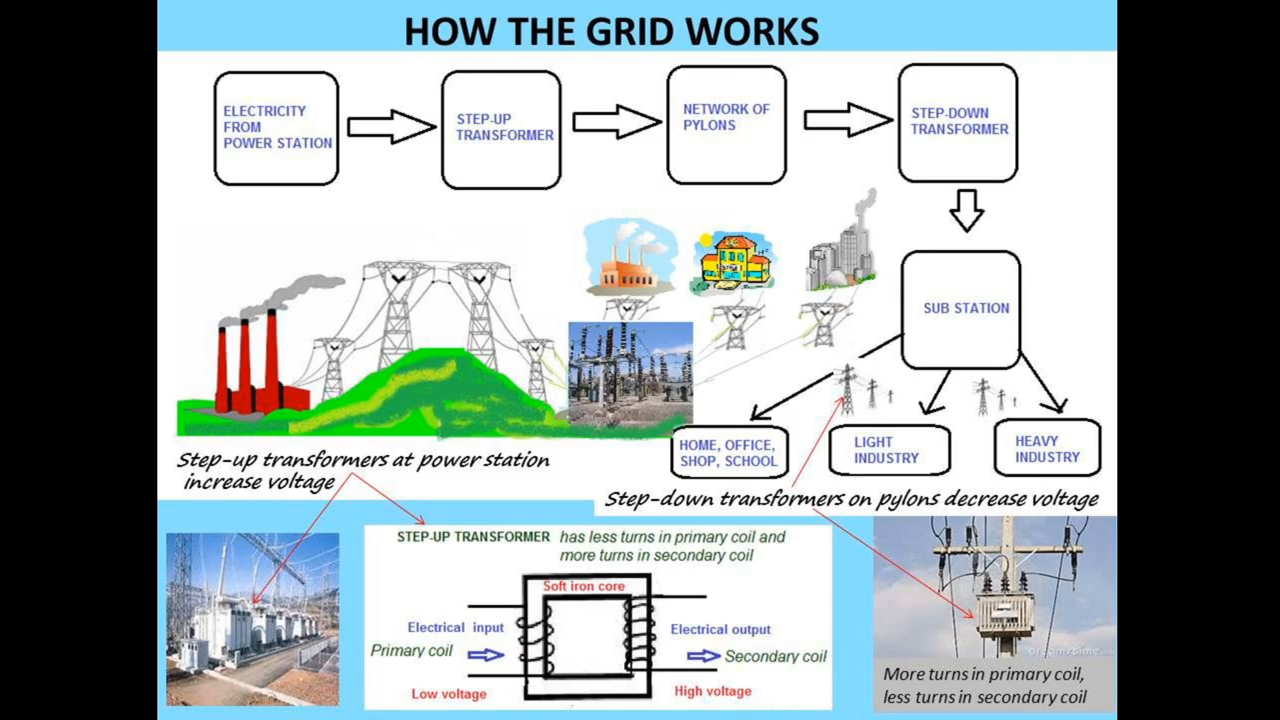 HOW THE GRID WORKS
ELECTRICITY
FROM
POWER STATION
STEP-UP
TRANSFORMER
NETWORK OF
PYLONS
STEP-DOWN
TRANSFORMER
SUB STATION
HOME, OFFICE,
SHOP, SCHOOL
LIGHT
INDUSTRY
HEAVY
INDUSTRY
Step-up transformers at power station
increase voltage
Step-down transformers on pylons decrease voltage
STEP-UP TRANSFORMER has less turns in primary coil and
more turns in secondary coil
Soft iron core
Electrical input
Primary coil
Low voltage
Electrical output
Secondary coil
High voltage
dreamstime
More turns in primary coil,
less turns in secondary coil